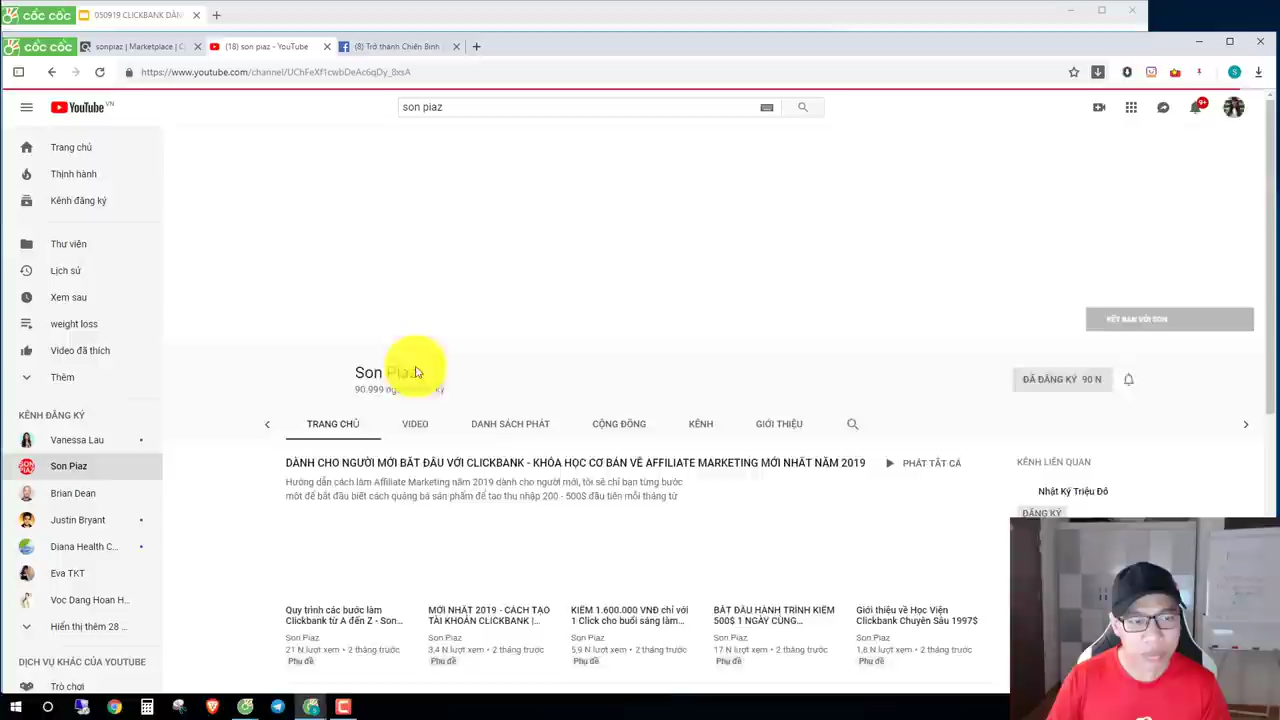 cốc cốc
050919 CLICKBANK DÀN
cốc cốc
sonpiaz | Marketplace | C
(18) son piaz - YouTube
(8) Trở thành Chiến Binh
https://www.youtube.com/channel/UChFeXf1cwbDeAc6qDy_8xsA
YouTube VN
son piaz
9+
Trang chủ
Thịnh hành
Kênh đăng ký
Thư viện
Lịch sử
Xem sau
weight loss
Video đã thích
Thêm
KÊNH ĐĂNG KÝ
Vanessa Lau
Son Piaz
Brian Dean
Justin Bryant
Diana Health C...
Eva TKT
Voc Dang Hoan H...
Hiển thị thêm 28 ...
DỊCH VỤ KHÁC CỦA YOUTUBE
Trò chơi
KẾT BẠN VỚI SON
Son Piaz
90.999
ĐÃ ĐĂNG KÝ 90 N
TRANG CHỦ
VIDEO
DANH SÁCH PHÁT
CỘNG ĐỒNG
KÊNH
GIỚI THIỆU
DÀNH CHO NGƯỜI MỚI BẮT ĐẦU VỚI CLICKBANK - KHÓA HỌC CƠ BẢN VỀ AFFILIATE MARKETING MỚI NHẤT NĂM 2019
PHÁT TẤT CẢ
Hướng dẫn cách làm Affiliate Marketing năm 2019 dành cho người mới, tôi sẽ chỉ bạn từng bước
một để bắt đầu biết cách quảng bá sản phẩm để tạo thu nhập 200 - 500$ đầu tiên mỗi tháng từ
KÊNH LIÊN QUAN
Nhật Ký Triệu Đô
ĐĂNG KÝ
Quy trình các bước làm
Clickbank từ A đến Z - Son...
Son Piaz
21 N lượt xem • 2 tháng trước
Phụ đề
MỚI NHẤT 2019 - CÁCH TẠO
TÀI KHOẢN CLICKBANK |...
Son Piaz
3,4 N lượt xem • 2 tháng trước
Phụ đề
KIẾM 1.600.000 VNĐ chỉ với
1 Click cho buổi sáng làm...
Son Piaz
5,9 N lượt xem • 2 tháng trước
Phụ đề
BẮT ĐẦU HÀNH TRÌNH KIẾM
500$ 1 NGÀY CÙNG...
Son Piaz
17 N lượt xem • 2 tháng trước
Phụ đề
Giới thiệu về Học Viện
Clickbank Chuyên Sâu 1997$
Son Piaz
1,6 N lượt xem • 2 tháng trước
Phụ đề